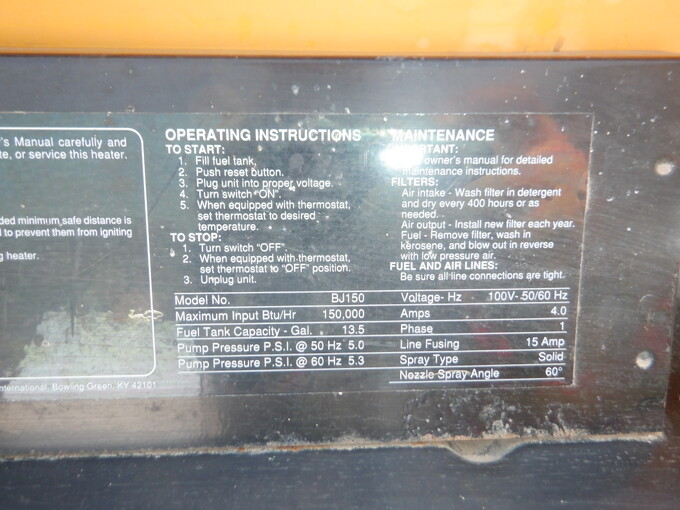 's Manual carefully and
te, or service this heater.
ded minimum safe distance is
d to prevent them from igniting
g heater.
nternational, Bowling Green, KY 42101
OPERATING INSTRUCTIONS
TO START:
1. Fill fuel tank.
2. Push reset button.
3. Plug unit into proper voltage.
4. Turn switch "ON".
5. When equipped with thermostat,
set thermostat to desired
temperature.
TO STOP:
1. Turn switch "OFF".
2. When equipped with thermostat,
set thermostat to "OFF" position.
3. Unplug unit.
MAINTENANCE
IMPORTANT:
owner's manual for detailed
maintenance instructions.
FILTERS:
Air intake - Wash filter in detergent
and dry every 400 hours or as
needed.
Air output - Install new filter each year.
Fuel - Remove filter, wash in
kerosene, and blow out in reverse
with low pressure air.
FUEL AND AIR LINES:
Be sure all line connections are tight.
Model No. BJ150
Maximum Input Btu/Hr 150,000
Fuel Tank Capacity - Gal. 13.5
Pump Pressure P.S.I. @ 50 Hz 5.0
Pump Pressure P.S.I. @ 60 Hz 5.3
Voltage- Hz 100V- 50/60 Hz
Amps 4.0
Phase 1
Line Fusing 15 Amp
Spray Type Solid
Nozzle Spray Angle 60°